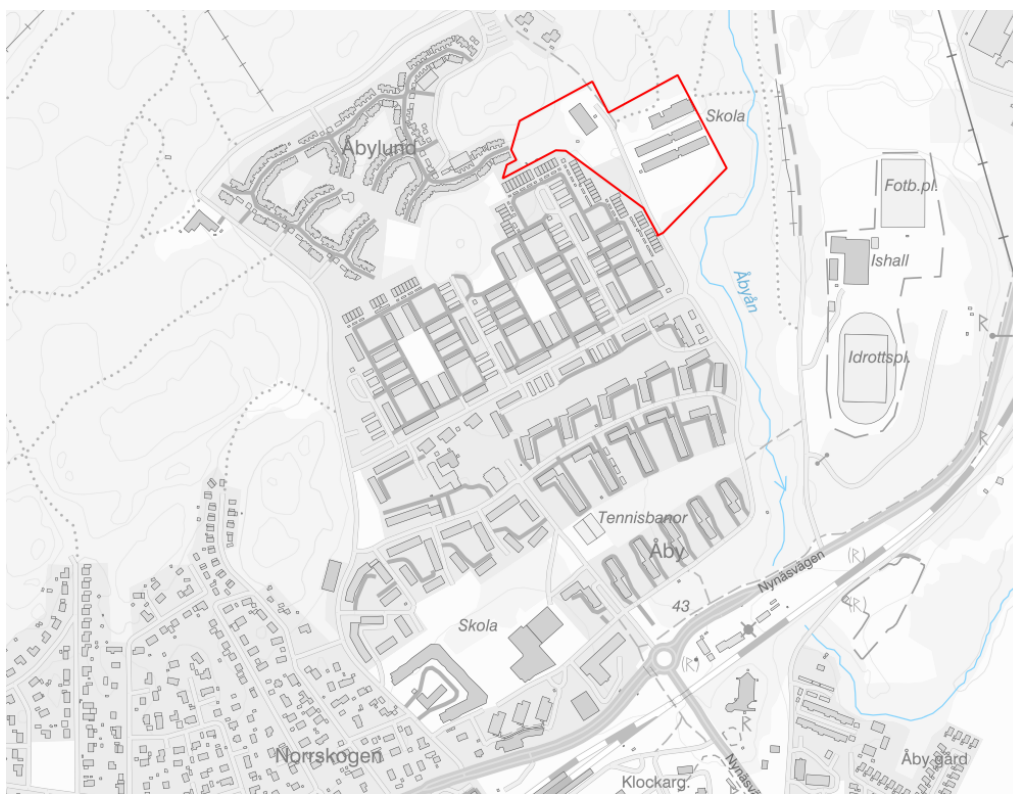 Skola
Åbylund
Fotb.pl.
Ishall
Åbyån
Idrottspl.
Tennisbanor
Åby
Nynäsvägen
(R)
43
Skola
(R)
R
R
R
Norrskogen
Klockarg.
Åby gård